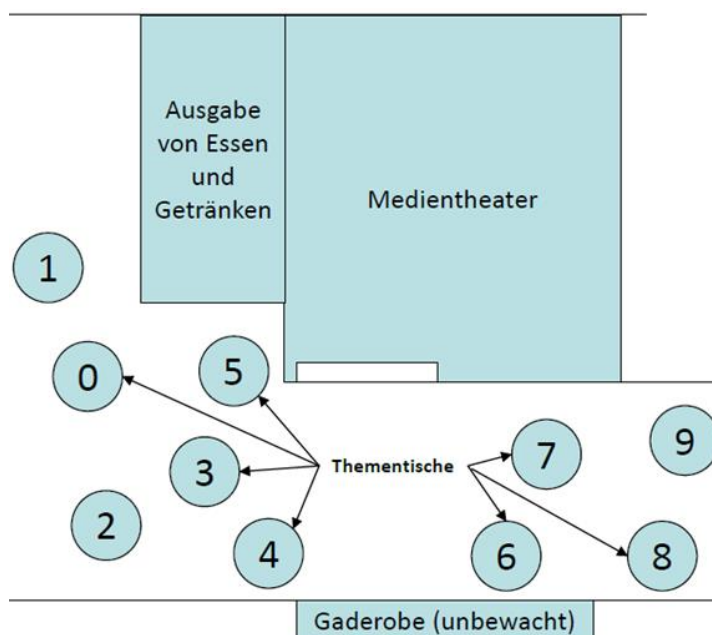 Ausgabe
von Essen
und
Getränken
Medientheater
1
0
5
3
Thementische
7
9
2
4
6
8
Gaderobe (unbewacht)